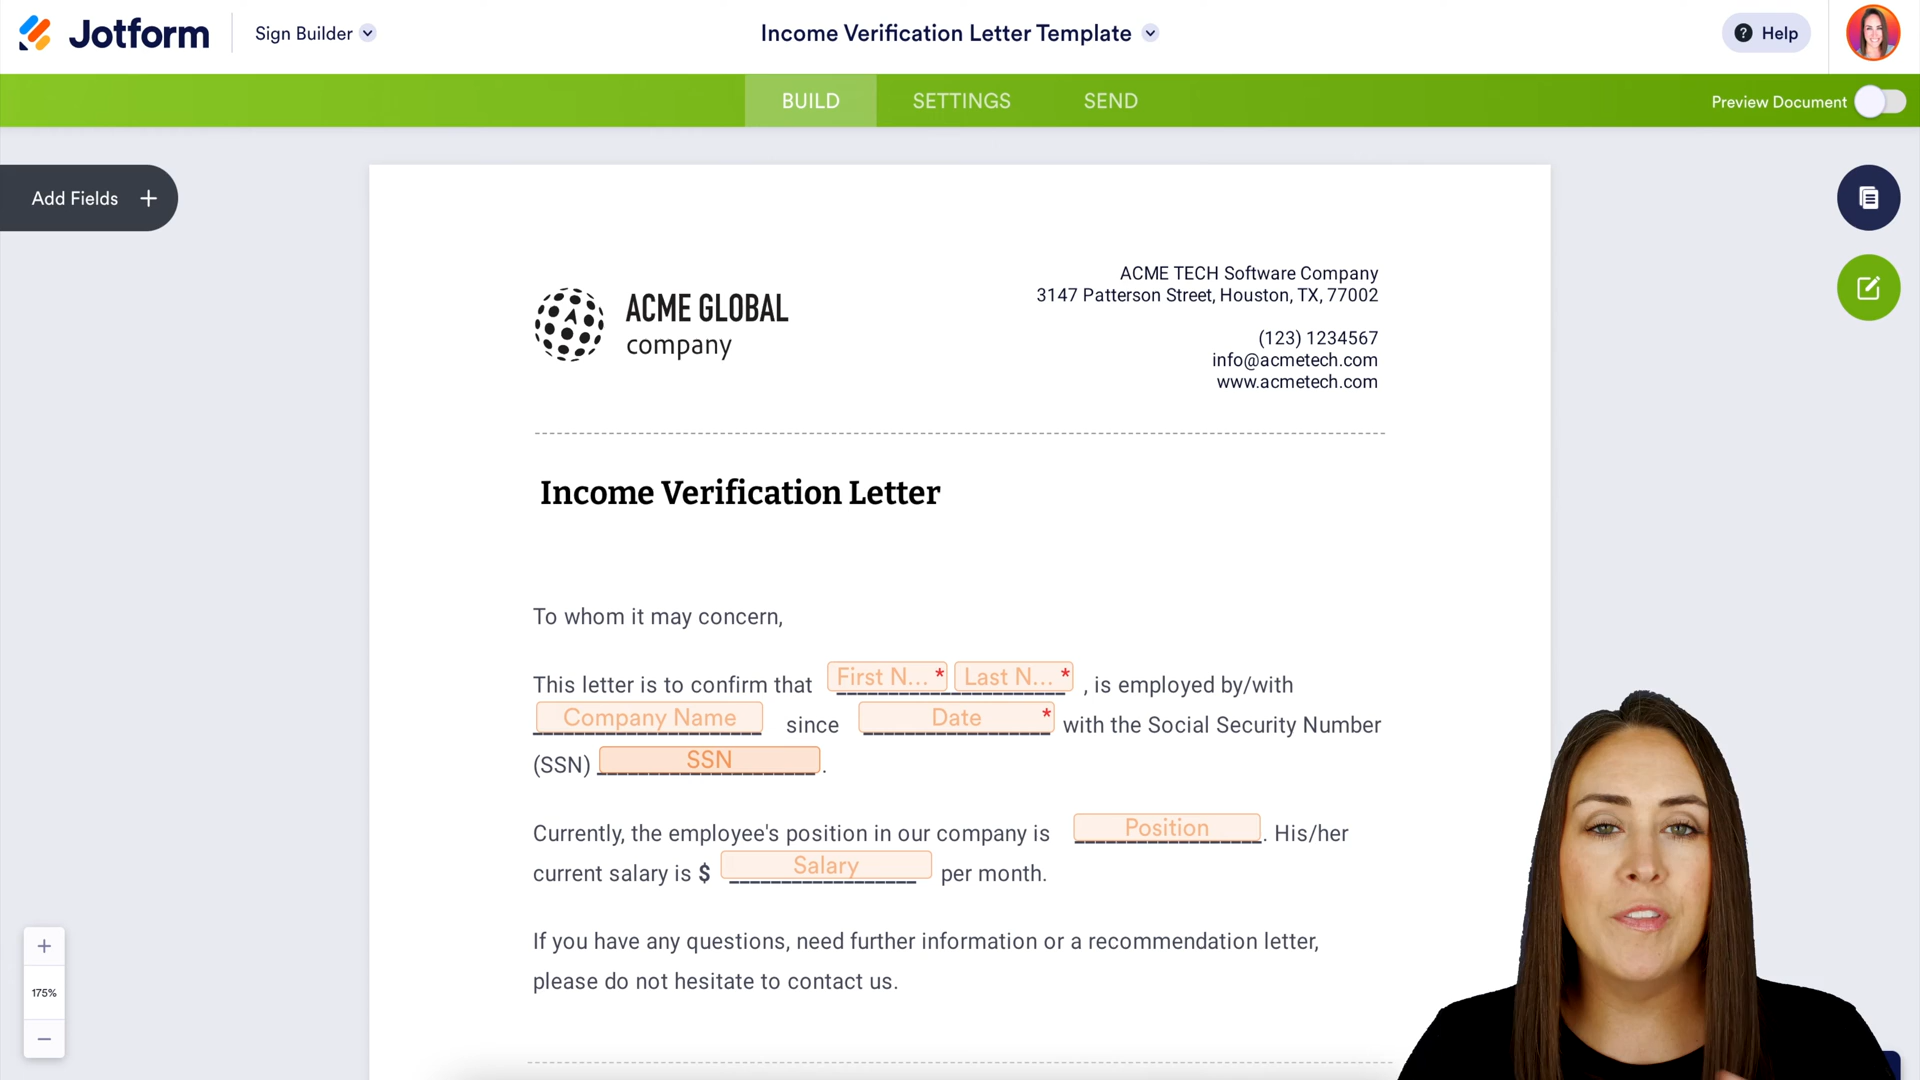 Jotform
Sign Builder
Income Verification Letter Template
Help
BUILD
SETTINGS
SEND
Preview Document
Add Fields +
ACME GLOBAL
company
ACME TECH Software Company
3147 Patterson Street, Houston, TX, 77002
(123) 1234567
info@acmetech.com
www.acmetech.com
Income Verification Letter
To whom it may concern,
This letter is to confirm that First N... * Last N... * , is employed by/with
Company Name since Date * with the Social Security Number
(SSN) SSN .
Currently, the employee's position in our company is Position . His/her
current salary is $ Salary per month.
If you have any questions, need further information or a recommendation letter,
please do not hesitate to contact us.
+
175%
−